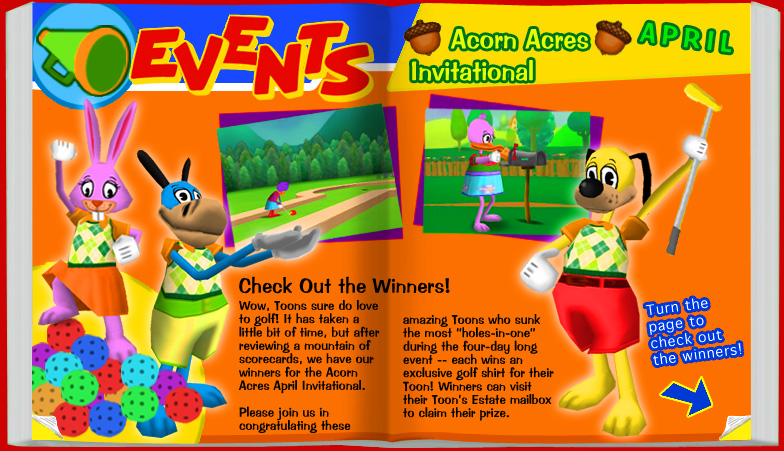 EVENTS
Acorn Acres
APRIL
Invitational
Check Out the Winners!
Wow, Toons sure do love
to golf! It has taken a
little bit of time, but after
reviewing a mountain of
scorecards, we have our
winners for the Acorn
Acres April Invitational.
Please join us in
congratulating these
amazing Toons who sunk
the most "holes-in-one"
during the four-day long
event -- each wins an
exclusive golf shirt for their
Toon! Winners can visit
their Toon's Estate mailbox
to claim their prize.
Turn the
page to
check out
the winners!